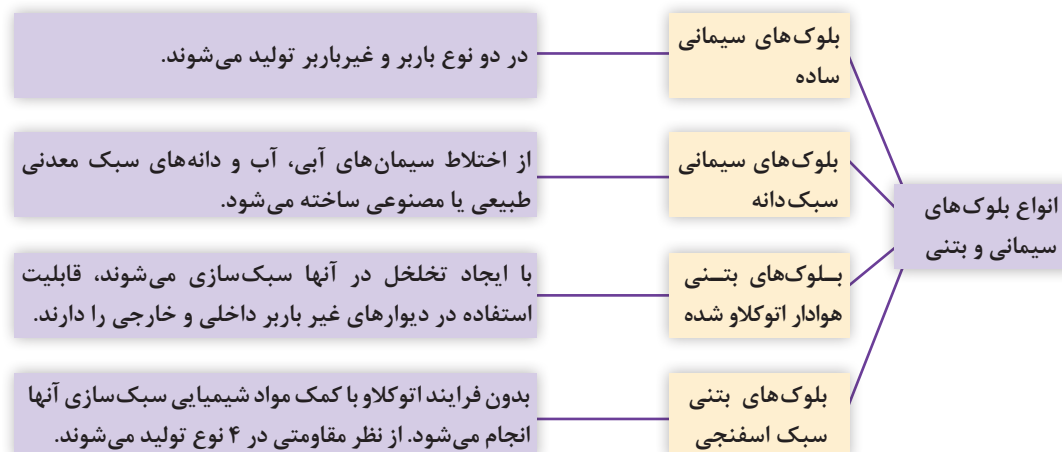 انواع بلوک‌های
سیمانی و بتنی
بلوک‌های سیمانی
ساده
در دو نوع باربر و غیرباربر تولید می‌شوند.
بلوک‌های سیمانی
سبک‌دانه
از اختلاط سیمان‌های آبی، آب و دانه‌های سبک معدنی
طبیعی یا مصنوعی ساخته می‌شود.
بــلوک‌های بتــنی
هوادار اتوکلاو شده
با ایجاد تخلخل در آنها سبک‌سازی می‌شوند، قابلیت
استفاده در دیوارهای غیر باربر داخلی و خارجی را دارند.
بلوک‌های بتنی
سبک اسفنجی
بدون فرایند اتوکلاو با کمک مواد شیمیایی سبک‌سازی آنها
انجام می‌شود. از نظر مقاومتی در ۴ نوع تولید می‌شوند.